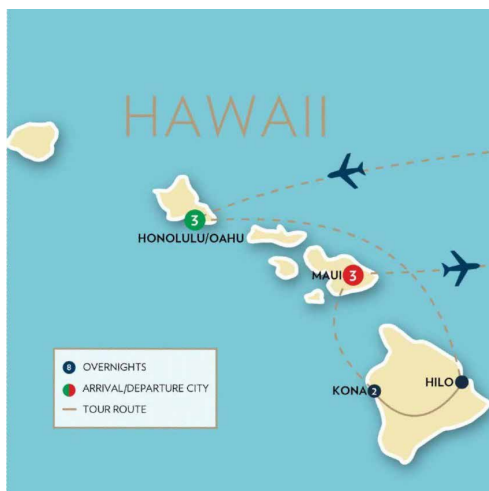 HAWAII
3
HONOLULU/OAHU
MAUI 3
KONA 2
HILO
8 OVERNIGHTS
ARRIVAL/DEPARTURE CITY
TOUR ROUTE